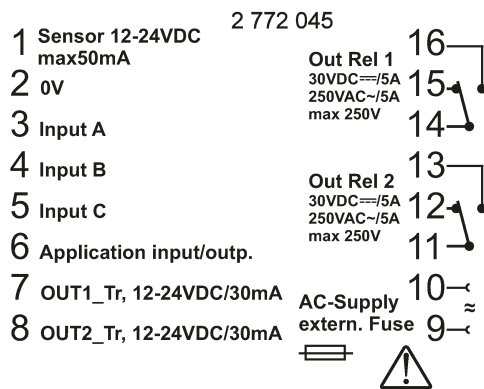 2 772 045
1 Sensor 12-24VDC
max50mA
2 0V
3 Input A
4 Input B
5 Input C
6 Application input/outp.
7 OUT1_Tr, 12-24VDC/30mA
8 OUT2_Tr, 12-24VDC/30mA
16
Out Rel 1
30VDC⎓/5A 15
250VAC~/5A
max 250V 14
13
Out Rel 2
30VDC⎓/5A 12
250VAC~/5A
max 250V 11
10
≈
AC-Supply
extern. Fuse 9